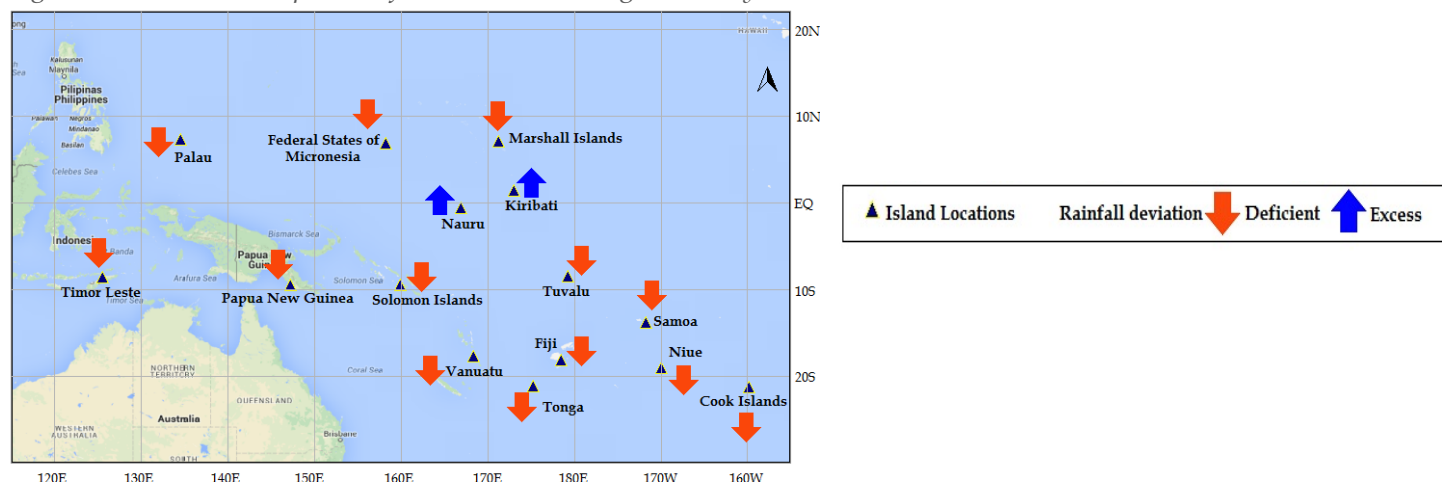 20N
HAWAII
Kalusunan
Maynila
Pilipinas
Philippines
Palawan
Negros
Mindanao
Basilan
10N
Federal States of
Micronesia
Marshall Islands
Palau
Celebes Sea
Kiribati
EQ
Nauru
Island Locations
Rainfall deviation
Deficient
Excess
Indones
Banda
Bismarck Sea
Papua New
Gui
Arafura Sea
Solomon Sea
Timor Leste
Timor Sea
Papua New Guinea
Solomon Islands
Tuvalu
10S
Samoa
Fiji
Niue
Vanuatu
Coral Sea
NORTHERN
TERRITORY
20S
Cook Islands
Tonga
QUEENSLAND
Australia
WESTERN
AUSTRALIA
Brisbane
SOUTH
120E 130E 140E 150E 160E 170E 180E 170W 160W